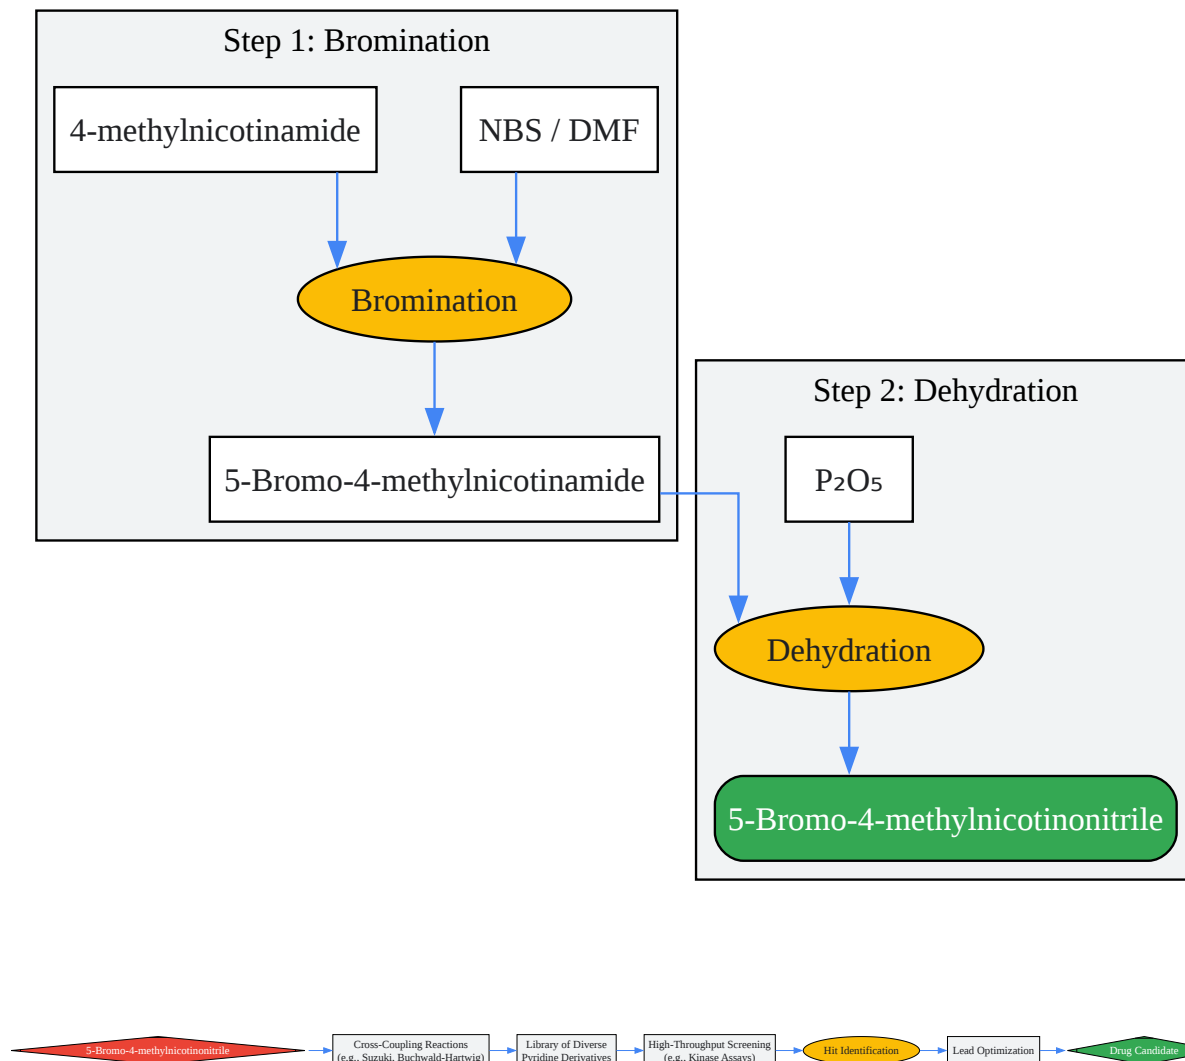 Step 1: Bromination
4-methylnicotinamide
NBS / DMF
Bromination
5-Bromo-4-methylnicotinamide
Step 2: Dehydration
P₂O₅
Dehydration
5-Bromo-4-methylnicotinonitrile
5-Bromo-4-methylnicotinonitrile
Cross-Coupling Reactions
(e.g., Suzuki, Buchwald-Hartwig)
Library of Diverse
Pyridine Derivatives
High-Throughput Screening
(e.g., Kinase Assays)
Hit Identification
Lead Optimization
Drug Candidate